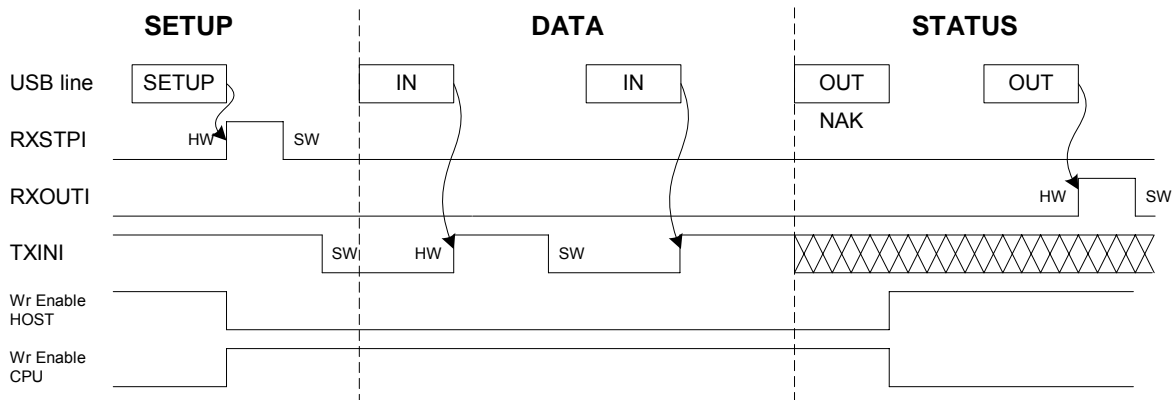 SETUP DATA STATUS
USB line SETUP IN IN OUT OUT
NAK
RXSTPI HW SW
RXOUTI HW SW
TXINI SW HW SW
Wr Enable
HOST
Wr Enable
CPU